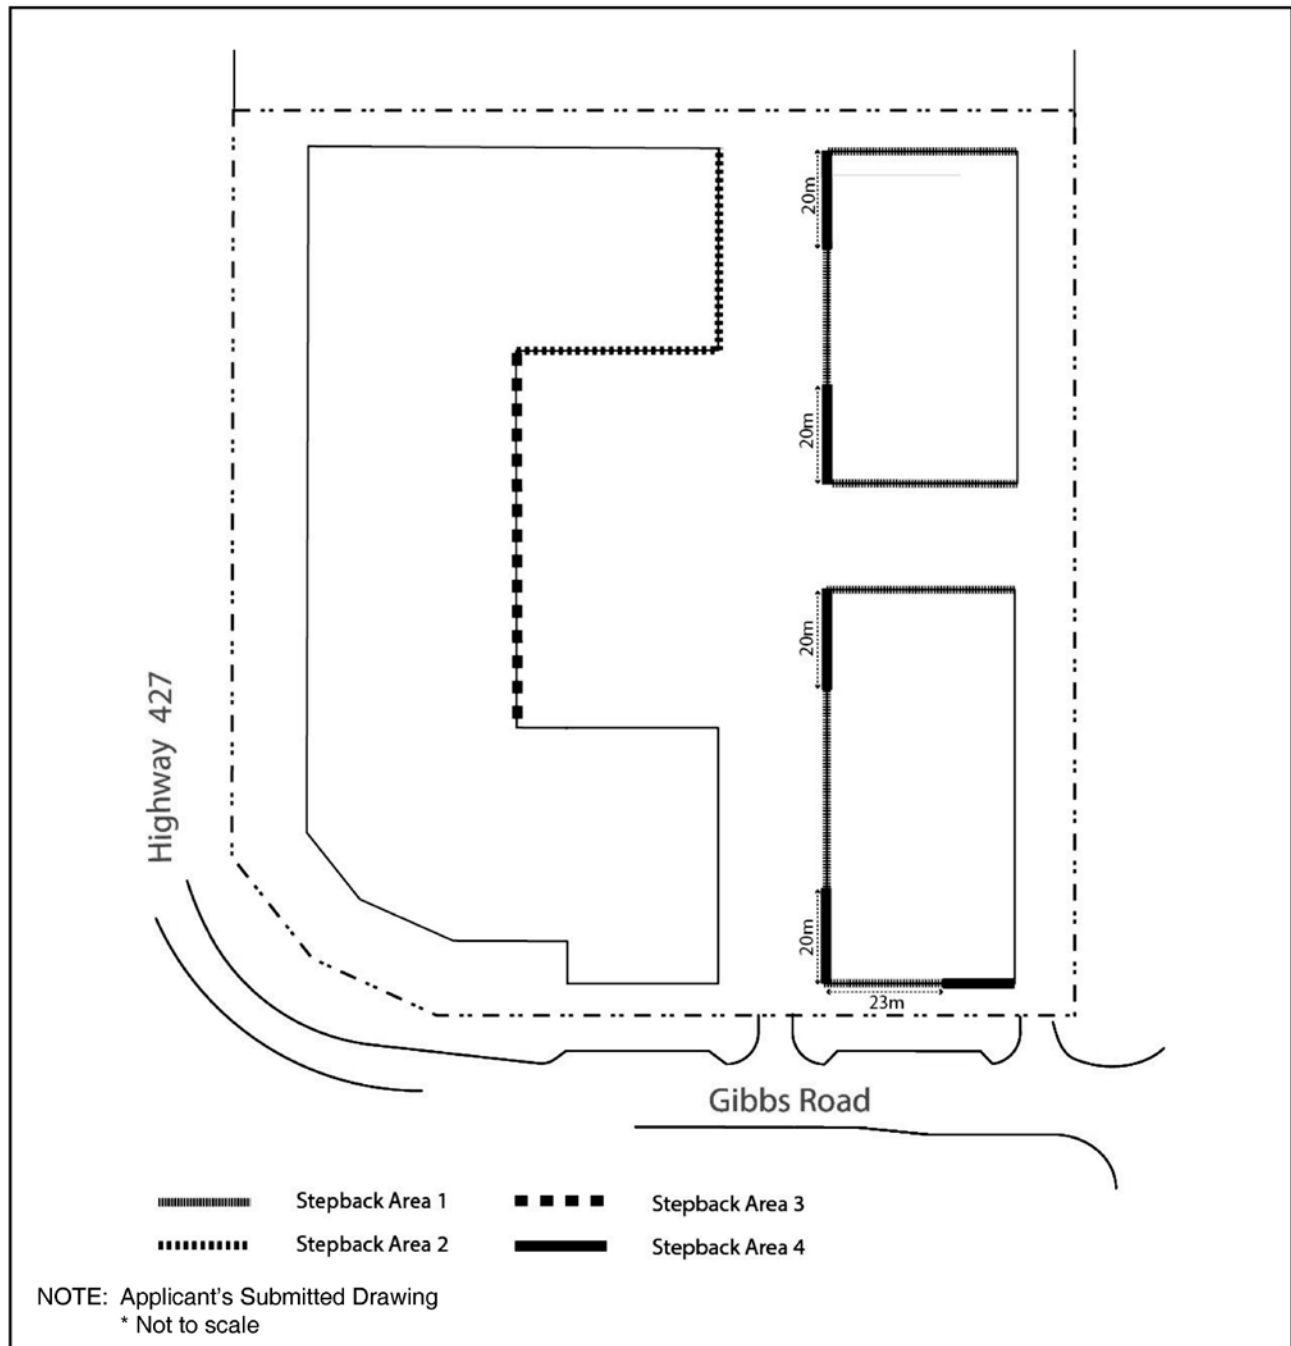 20m
20m
20m
Highway 427
20m
23m
Gibbs Road
Stepback Area 1
Stepback Area 3
Stepback Area 2
Stepback Area 4
NOTE: Applicant's Submitted Drawing
* Not to scale